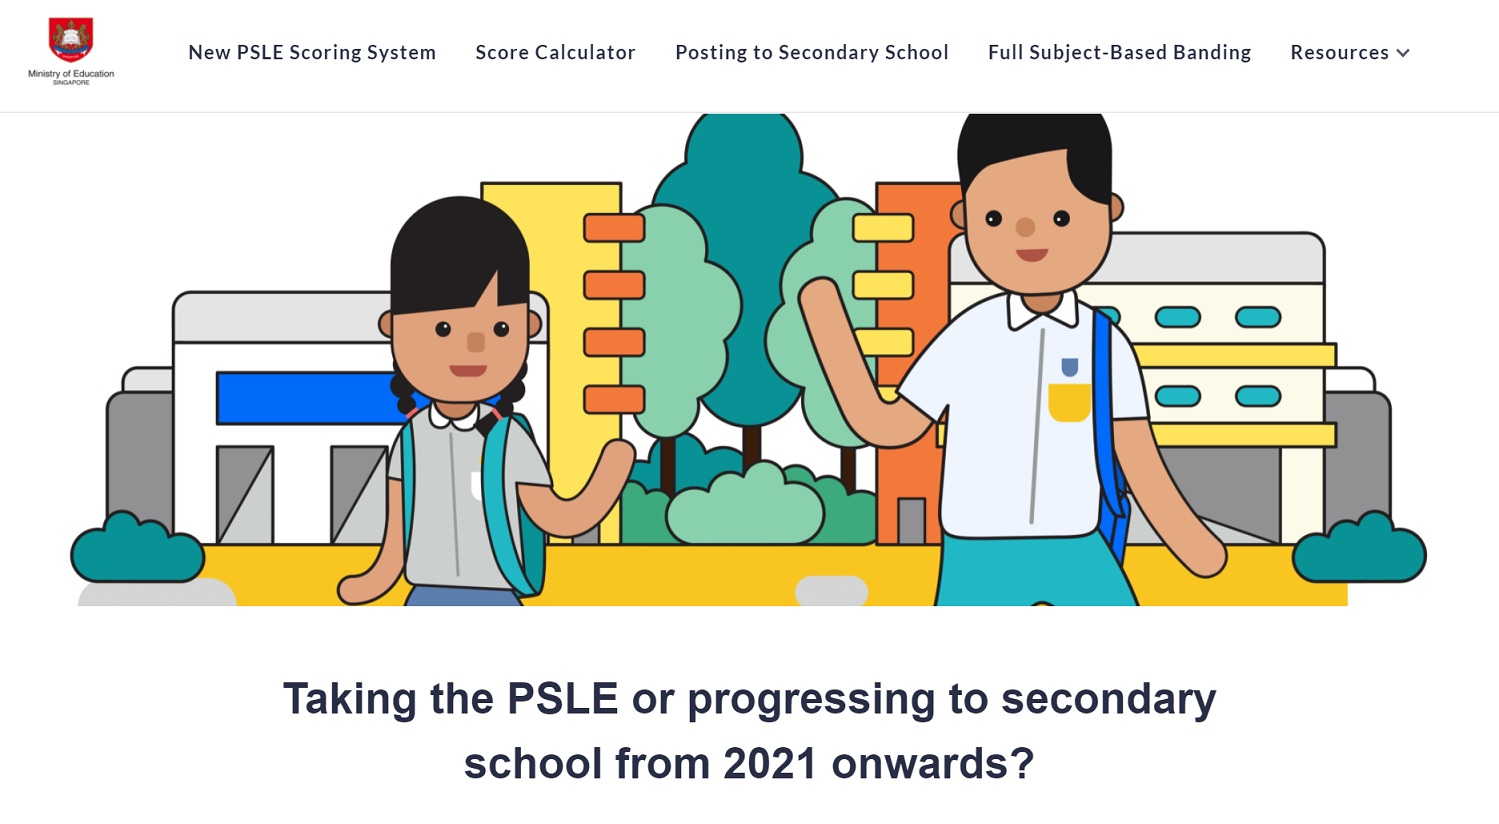 Ministry of Education
SINGAPORE
New PSLE Scoring System
Score Calculator
Posting to Secondary School
Full Subject-Based Banding
Resources
Taking the PSLE or progressing to secondary
school from 2021 onwards?